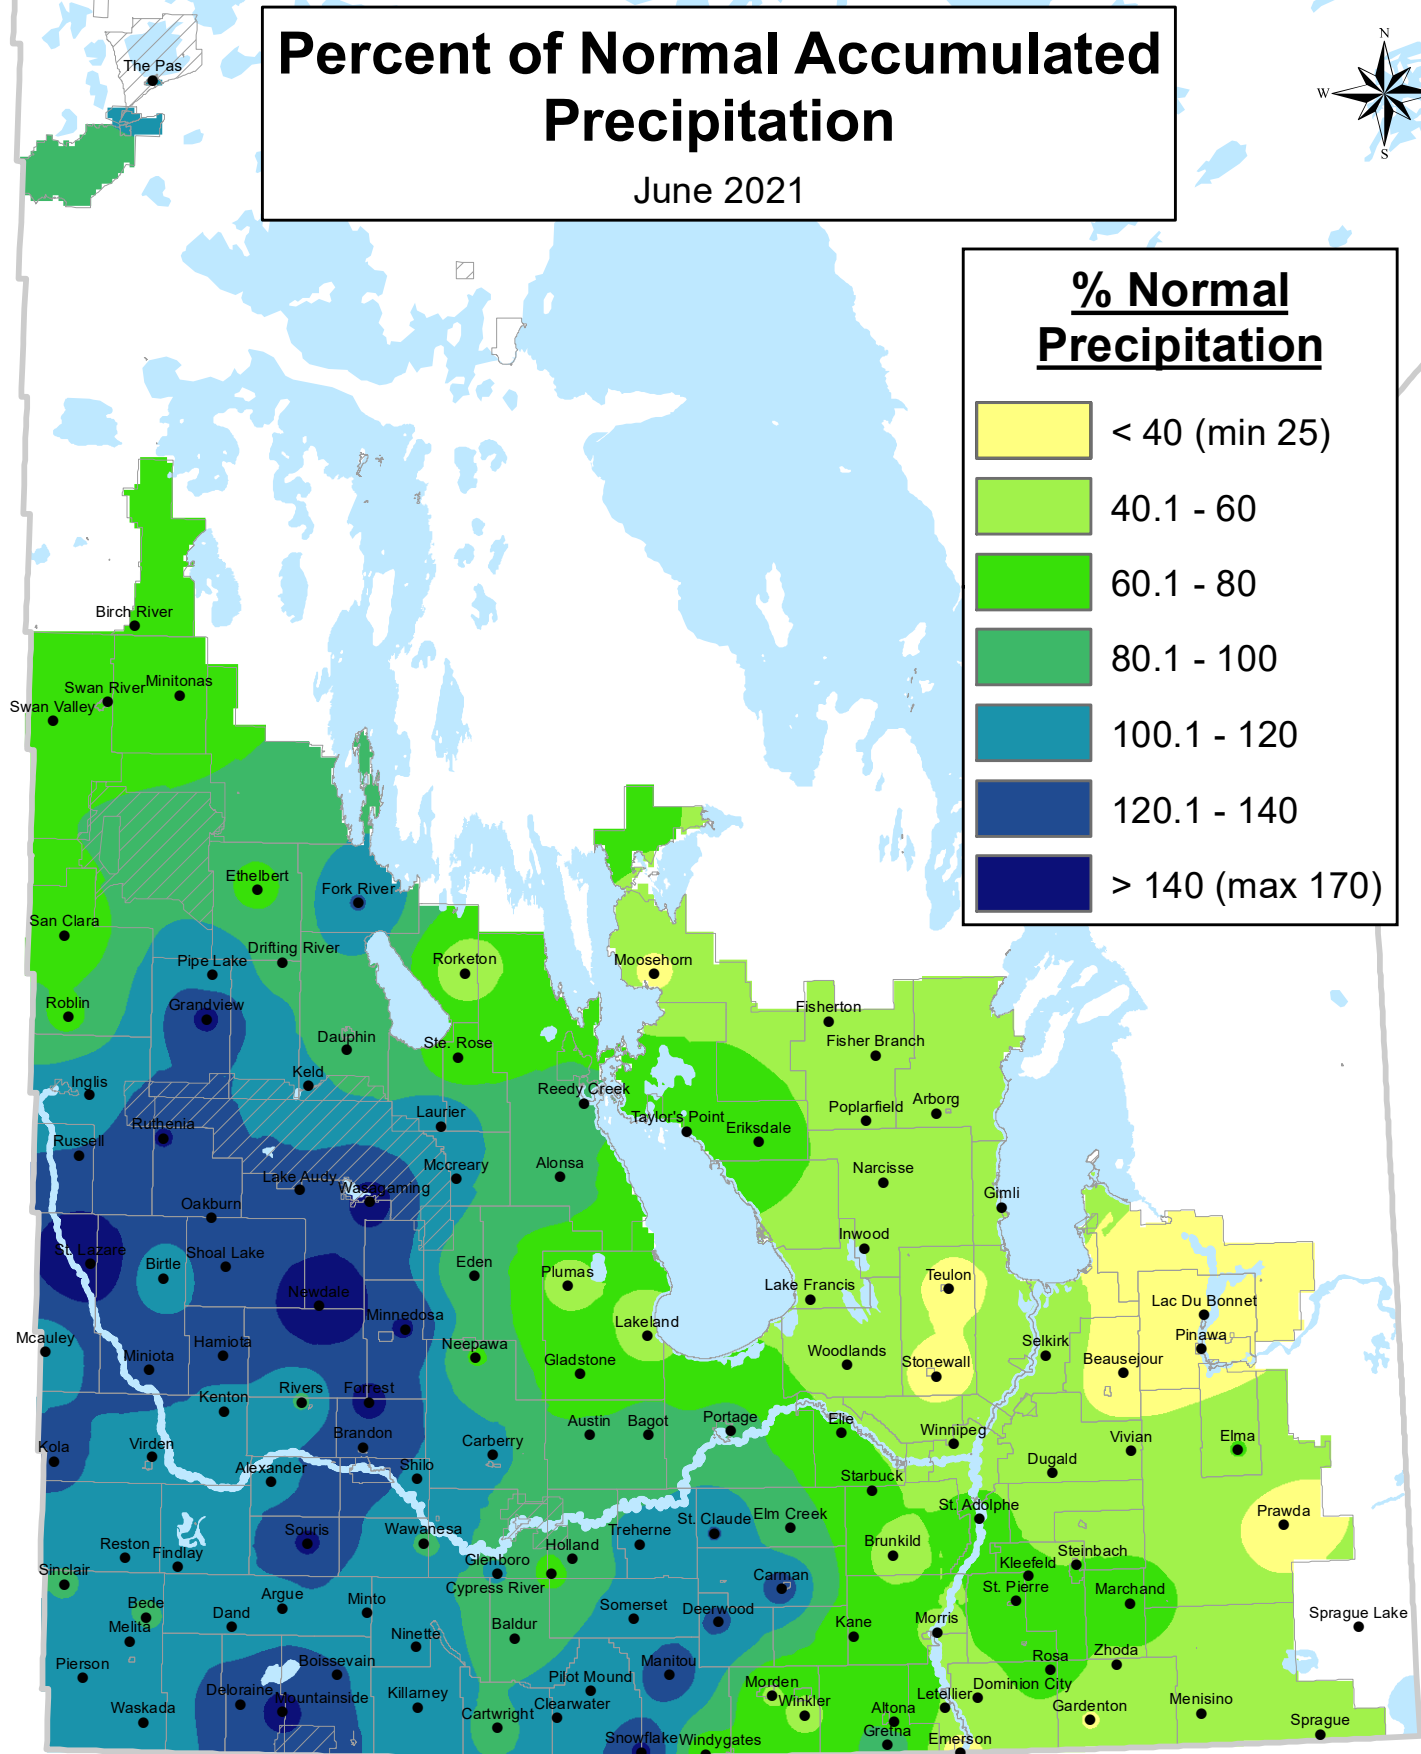 Percent of Normal Accumulated
Precipitation
June 2021
N
W
S
% Normal
Precipitation
< 40 (min 25)
40.1 - 60
60.1 - 80
80.1 - 100
100.1 - 120
120.1 - 140
> 140 (max 170)
The Pas
Birch River
Swan River
Minitonas
Swan Valley
Ethelbert
Fork River
San Clara
Drifting River
Pipe Lake
Rorketon
Moosehorn
Roblin
Grandview
Fisherton
Dauphin
Ste. Rose
Fisher Branch
Keld
Inglis
Reedy Creek
Laurier
Taylor's Point
Eriksdale
Poplarfield
Arborg
Ruthenia
Russell
Mccreary
Alonsa
Narcisse
Lake Audy
Wasagaming
Gimli
Oakburn
Inwood
St. Lazare
Birtle
Shoal Lake
Eden
Plumas
Lake Francis
Teulon
Newdale
Minnedosa
Lac Du Bonnet
Lakeland
Pinawa
Mcauley
Miniota
Hamiota
Neepawa
Gladstone
Woodlands
Stonewall
Selkirk
Beausejour
Kenton
Rivers
Forrest
Austin
Bagot
Portage
Elie
Winnipeg
Vivian
Elma
Kola
Virden
Brandon
Carberry
Dugald
Alexander
Shilo
Starbuck
St. Adolphe
Prawda
Souris
Wawanesa
Treherne
St. Claude
Elm Creek
Brunkild
Reston
Findlay
Holland
Steinbach
Sinclair
Glenboro
Kleefeld
Cypress River
Carman
St. Pierre
Marchand
Argue
Minto
Bede
Dand
Somerset
Deerwood
Sprague Lake
Melita
Ninette
Baldur
Kane
Morris
Pierson
Boissevain
Pilot Mound
Manitou
Rosa
Zhoda
Deloraine
Mountainside
Killarney
Clearwater
Morden
Winkler
Altona
Letellier
Dominion City
Gardenton
Menisino
Waskada
Cartwright
Snowflake
Windygates
Gretna
Emerson
Sprague